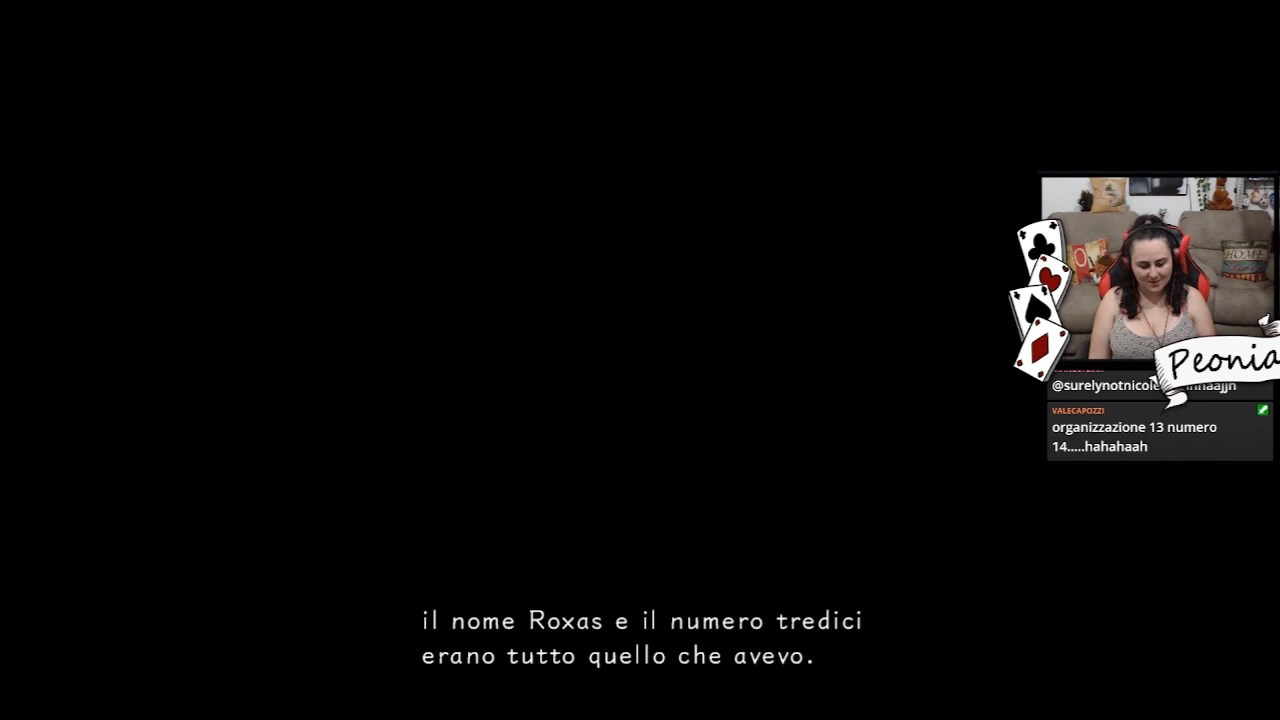 HOME
Peonia
@surelynotnicole
VALECAPOZZI
organizzazione 13 numero
14.....hahahaah
il nome Roxas e il numero tredici
erano tutto quello che avevo.